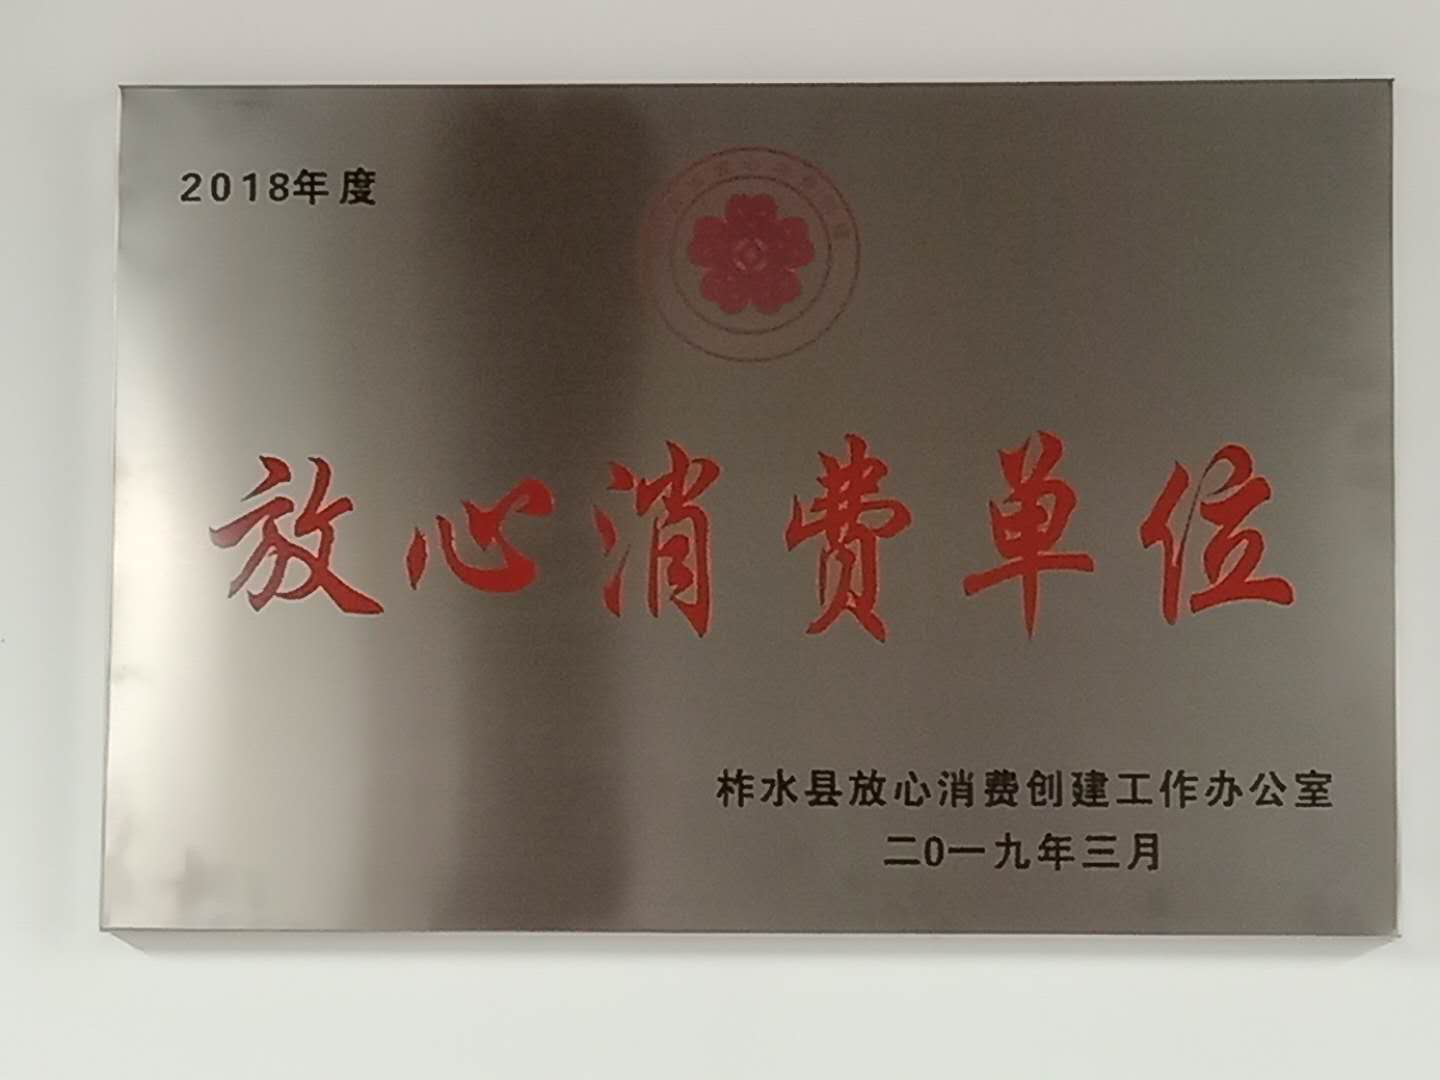 2018年度
放心消费单位
柞水县放心消费创建工作办公室
二0一九年三月